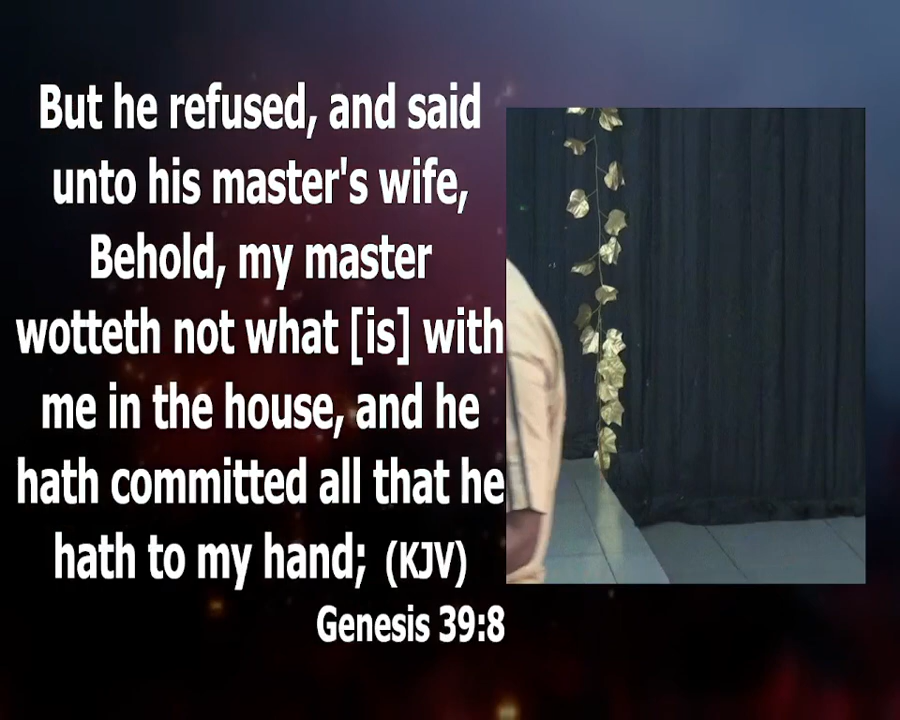 But he refused, and said
unto his master's wife,
Behold, my master
wotteth not what [is] with
me in the house, and he
hath committed all that he
hath to my hand; (KJV)
Genesis 39:8